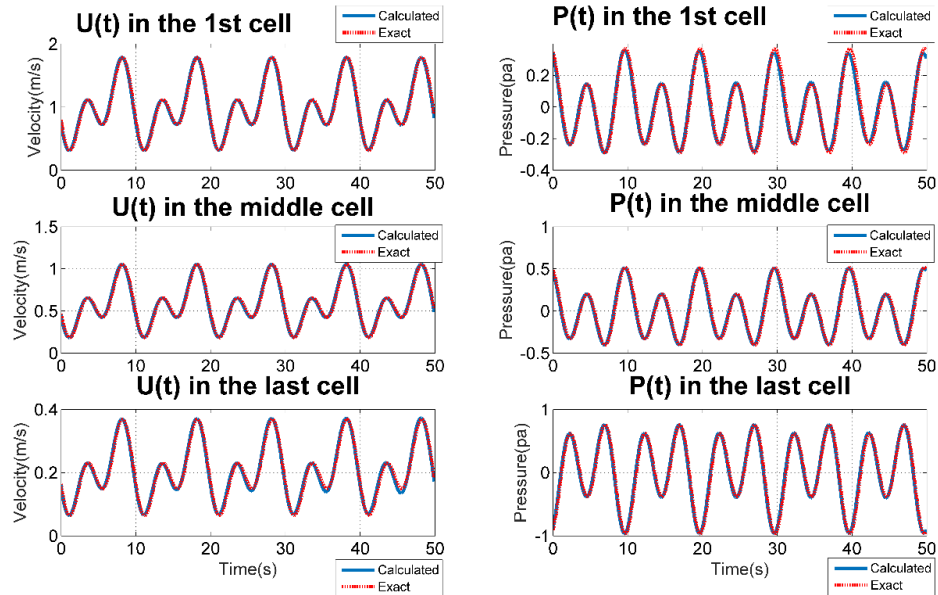 U(t) in the 1st cell
Calculated
Exact
Velocity(m/s)
2
1
0
0 10 20 30 40 50
P(t) in the 1st cell
Calculated
Exact
Pressure(pa)
0.2
0
-0.2
-0.4
0 10 20 30 40 50
U(t) in the middle cell
Calculated
Exact
Velocity(m/s)
1.5
1
0.5
0
0 10 20 30 40 50
P(t) in the middle cell
Calculated
Exact
Pressure(pa)
1
0.5
0
-0.5
0 10 20 30 40 50
U(t) in the last cell
Velocity(m/s)
0.4
0.2
0
0 10 20 30 40 50
Time(s)
Calculated
Exact
P(t) in the last cell
Pressure(pa)
1
0
-1
0 10 20 30 40 50
Time(s)
Calculated
Exact